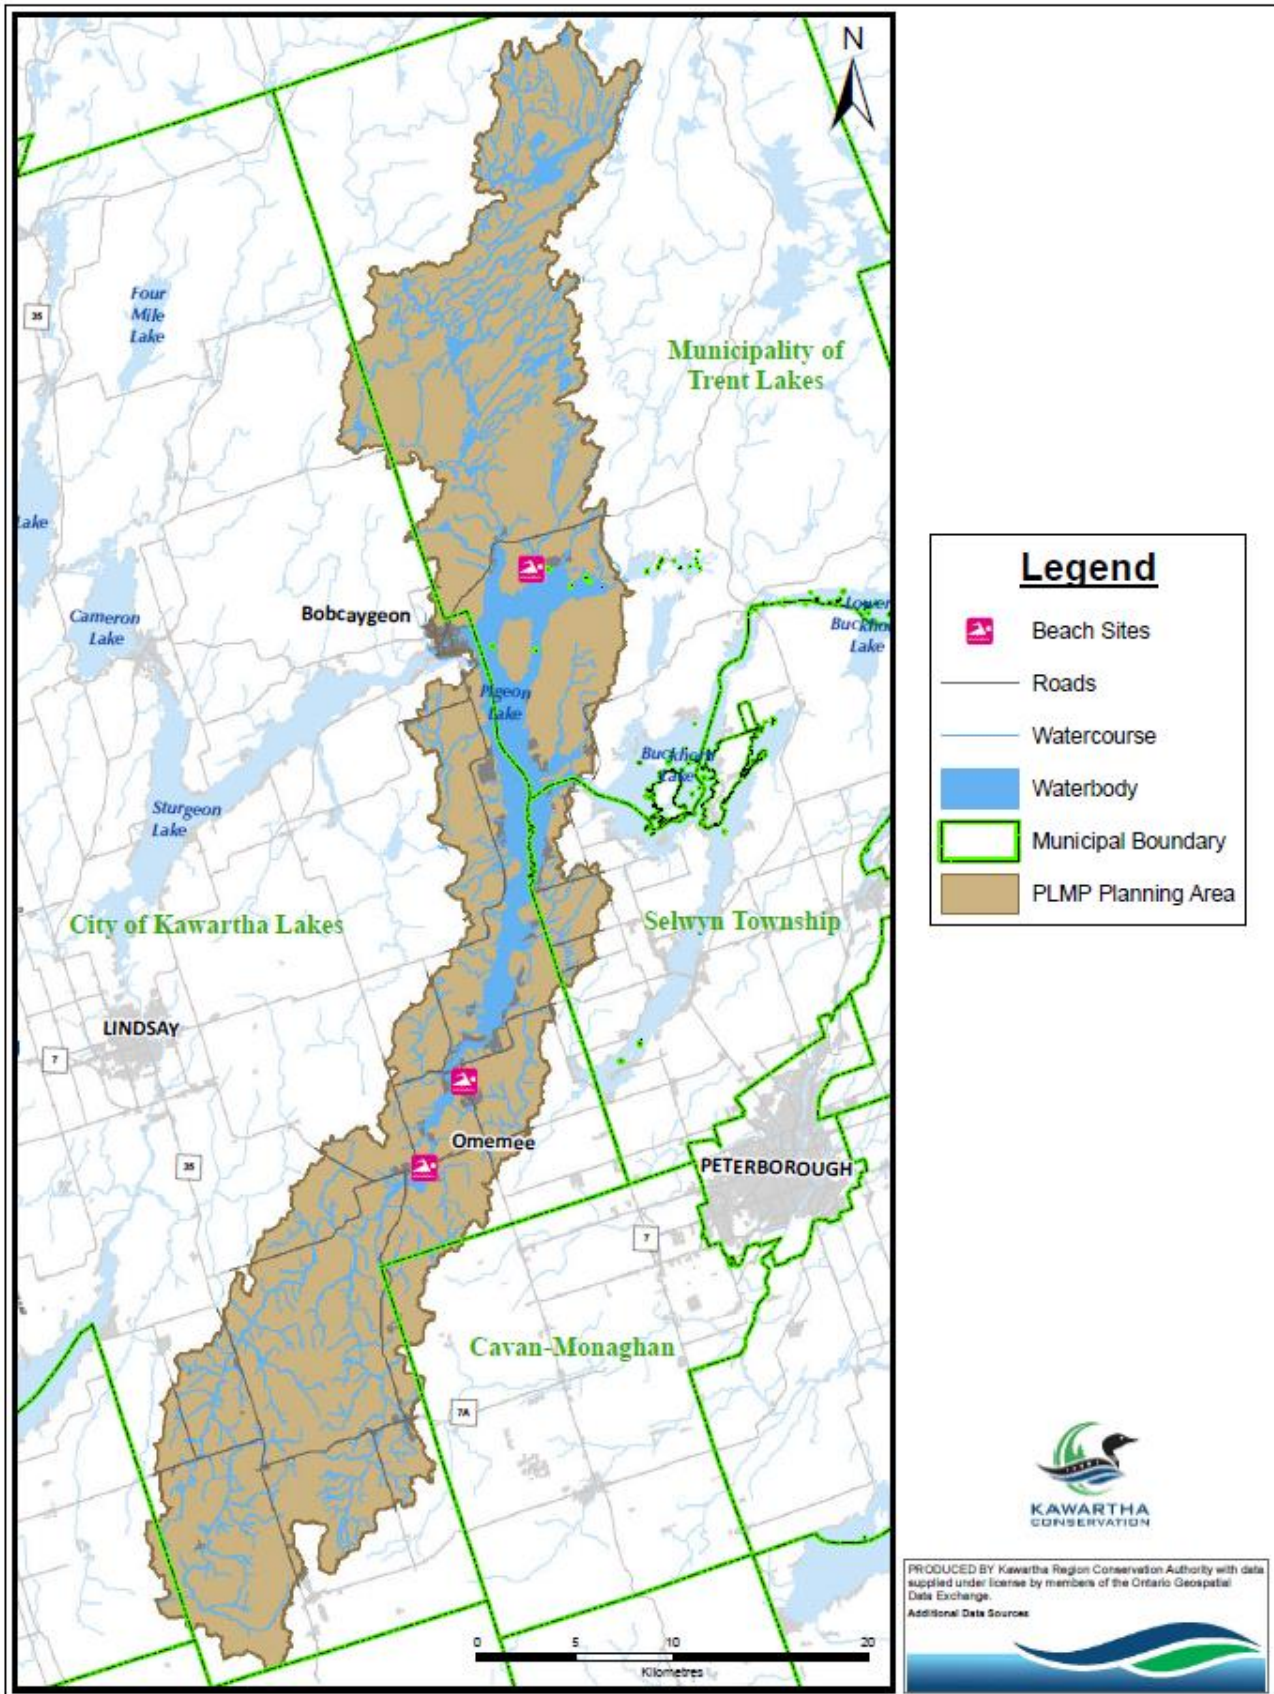 N
35
Four
Mile
Lake
Municipality of
Trent Lakes
Lake
Cameron
Lake
Bobcaygeon
Lower
Buckho
Lake
Pigeon
Lake
Buckhorn
Lake
Sturgeon
Lake
City of Kawartha Lakes
Selwyn Township
LINDSAY
7
Omemee
35
PETERBOROUGH
7
Cavan-Monaghan
7A
0 5 10 20
Kilometres
Legend
Beach Sites
Roads
Watercourse
Waterbody
Municipal Boundary
PLMP Planning Area
KAWARTHA
CONSERVATION
PRODUCED BY Kawartha Region Conservation Authority with data
supplied under license by members of the Ontario Geospatial
Data Exchange.
Additional Data Sources